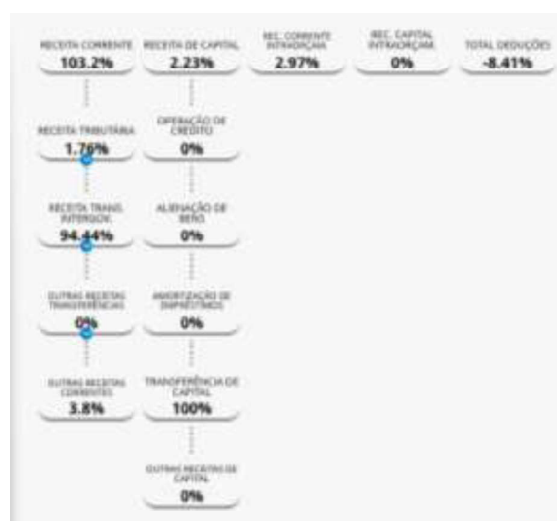 RECEITA CORRENTE
103.2%
RECEITA DE CAPITAL
2.23%
REC. CORRENTE
INTRAORÇAM.
2.97%
REC. CAPITAL
INTRAORÇAM.
0%
TOTAL DEDUÇÕES
-8.41%
RECEITA TRIBUTÁRIA
1.76%
OPERAÇÃO DE
CRÉDITO
0%
RECEITA TRANS.
INTERGOV.
94.44%
ALIENAÇÃO DE
BENS
0%
OUTRAS RECEITAS
TRANSFERÊNCIAS
0%
AMORTIZAÇÃO DE
EMPRÉSTIMOS
0%
OUTRAS RECEITAS
CORRENTES
3.8%
TRANSFERÊNCIA DE
CAPITAL
100%
OUTRAS RECEITAS DE
CAPITAL
0%